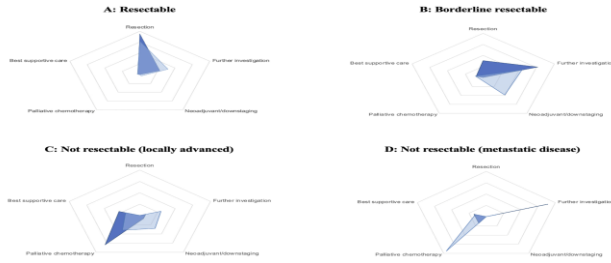 A: Resectable
Resection
Best supportive care
Further investigation
Palliative chemotherapy
Neoadjuvant/downstaging
B: Borderline resectable
Resection
Best supportive care
Further investigatio
Palliative chemotherapy
Neoadjuvant/downstaging
C: Not resectable (locally advanced)
Resection
Best supportive care
Further investigation
Palliative chemotherapy
Neoadjuvant/downstaging
D: Not resectable (metastatic disease)
Resection
Best supportive care
Further investigation
Palliative chemotherapy
Neoadjuvant/downstaging